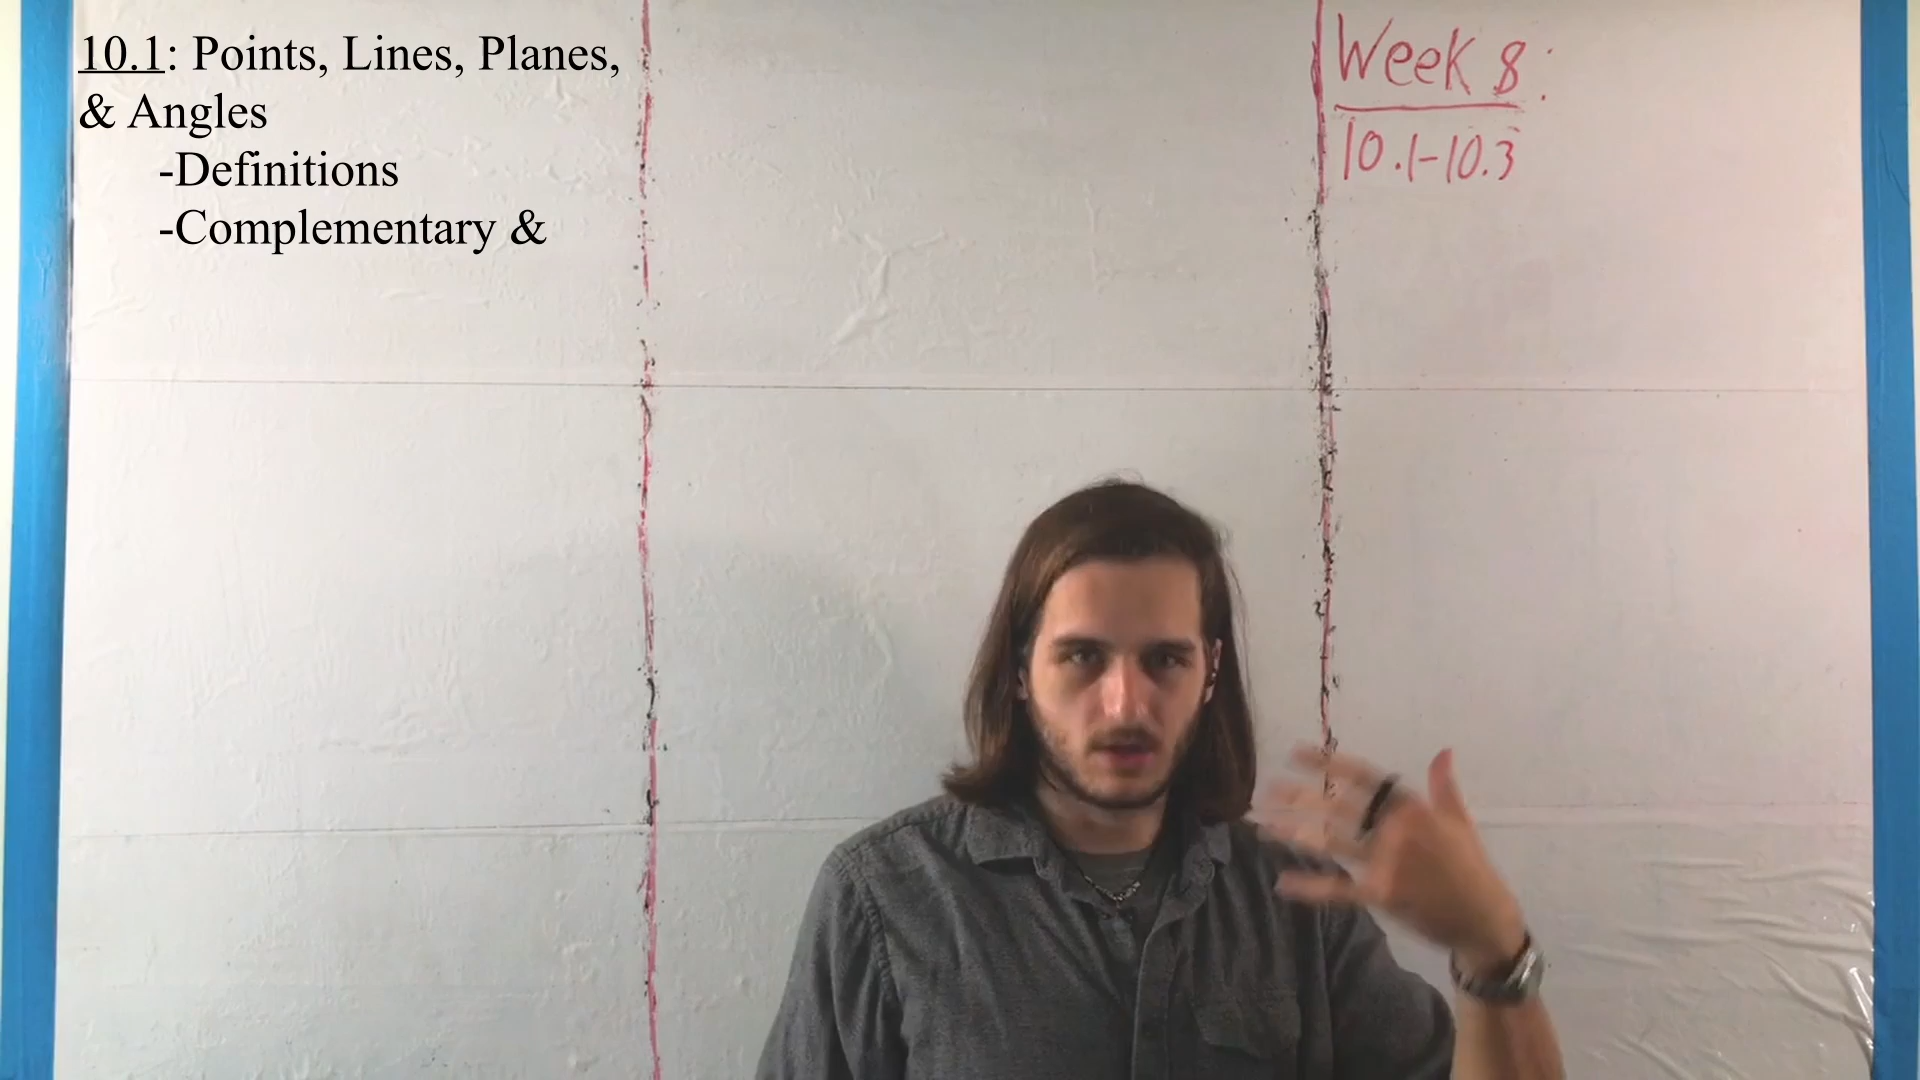 10.1: Points, Lines, Planes,
& Angles
-Definitions
-Complementary &
Week 8:
10.1-10.3